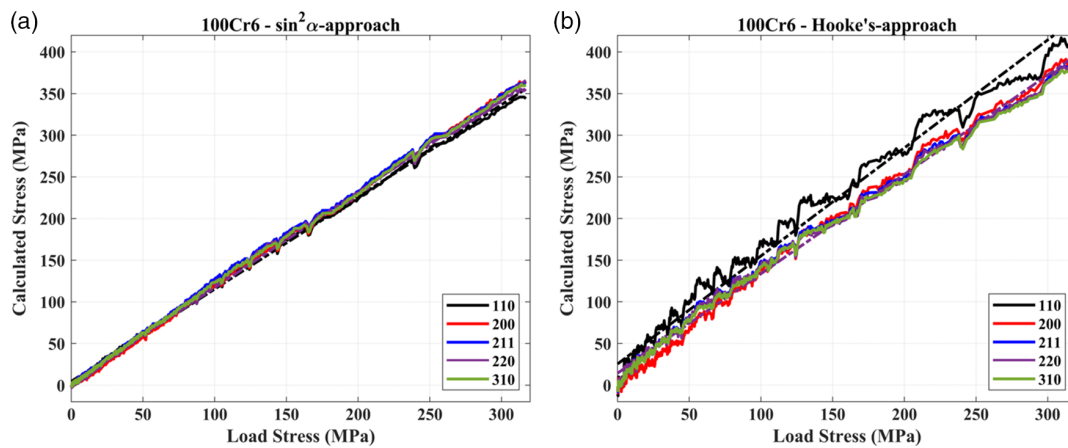 (a)
100Cr6 - sin²α-approach
Calculated Stress (MPa)
400
350
300
250
200
150
100
50
0
110
200
211
220
310
0 50 100 150 200 250 300
Load Stress (MPa)
(b)
100Cr6 - Hooke's-approach
Calculated Stress (MPa)
400
350
300
250
200
150
100
50
0
110
200
211
220
310
0 50 100 150 200 250 300
Load Stress (MPa)